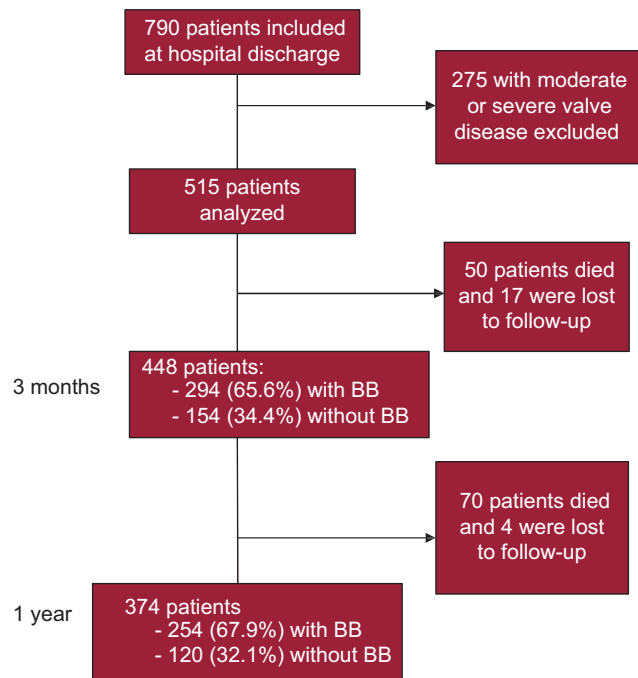 790 patients included
at hospital discharge
275 with moderate
or severe valve
disease excluded
515 patients
analyzed
50 patients died
and 17 were lost
to follow-up
3 months
448 patients:
- 294 (65.6%) with BB
- 154 (34.4%) without BB
70 patients died
and 4 were lost
to follow-up
1 year
374 patients
- 254 (67.9%) with BB
- 120 (32.1%) without BB